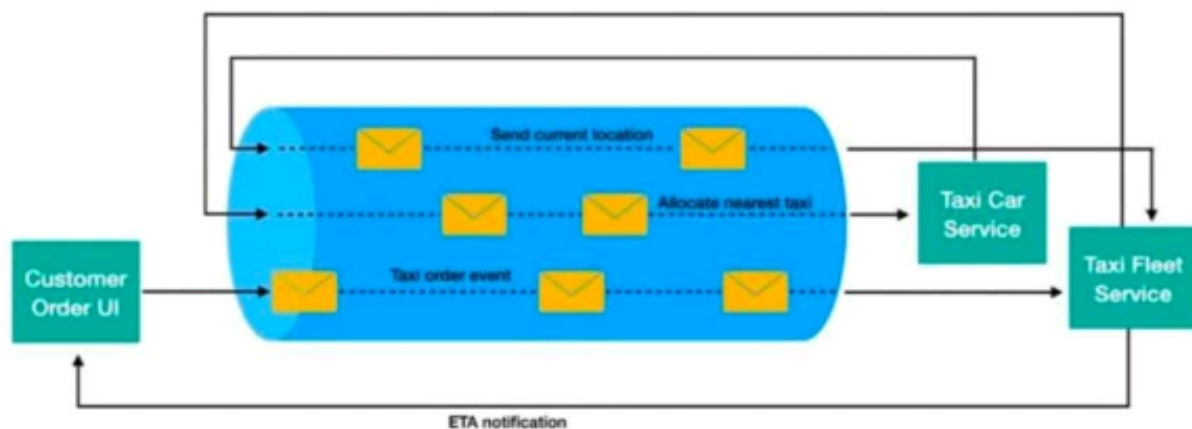 Send current location
Allocate nearest taxi
Taxi Car
Service
Customer
Order UI
Taxi order event
Taxi Fleet
Service
ETA notification